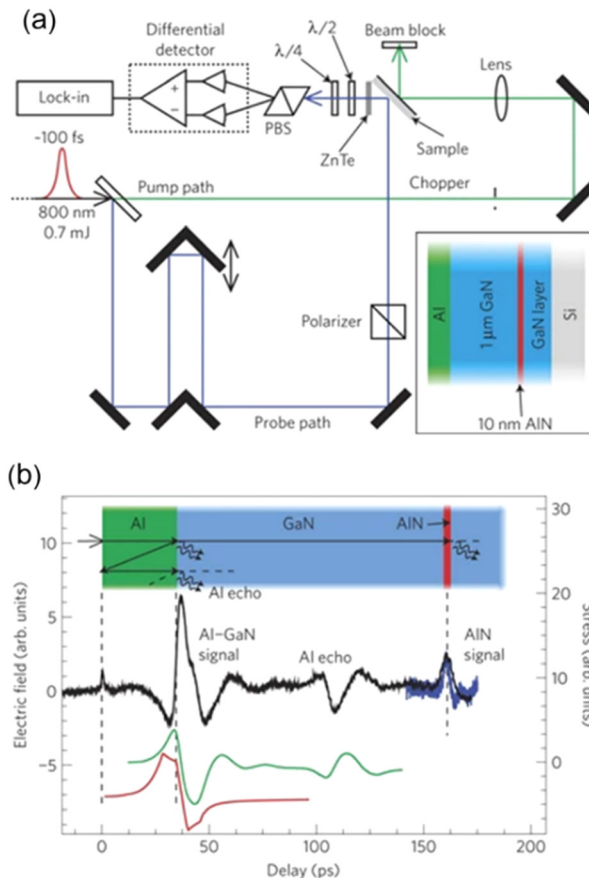 (a)
Differential
detector
λ/4
λ/2
Beam block
Lens
Lock-in
+
−
PBS
ZnTe
Sample
~100 fs
Pump path
Chopper
800 nm
0.7 mJ
Polarizer
Probe path
Al
1 μm GaN
GaN layer
Si
10 nm AlN
(b)
Al
GaN
AlN
Al echo
Al–GaN
signal
Al echo
AlN
signal
Electric field (arb. units)
10
5
0
−5
30
20
10
0
Stress (arb. units)
0
50
100
150
200
Delay (ps)